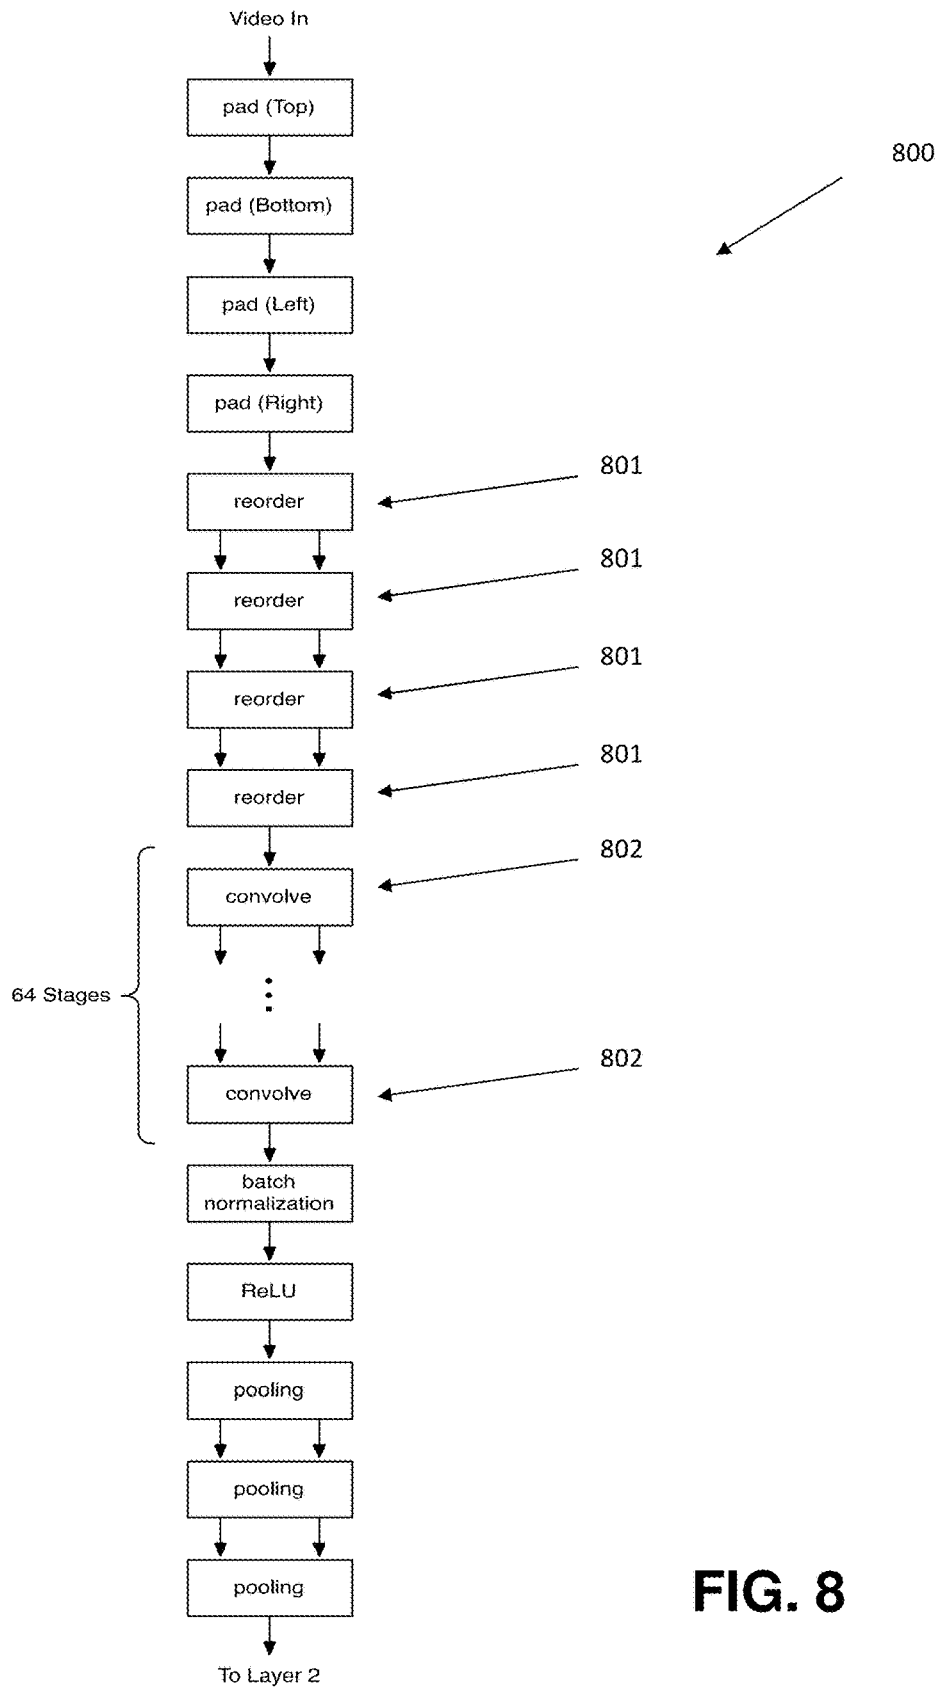 Video In
pad (Top)
800
pad (Bottom)
pad (Left)
pad (Right)
801
reorder
801
reorder
801
reorder
801
reorder
802
convolve
64 Stages
802
convolve
batch
normalization
ReLU
pooling
pooling
pooling
FIG. 8
To Layer 2